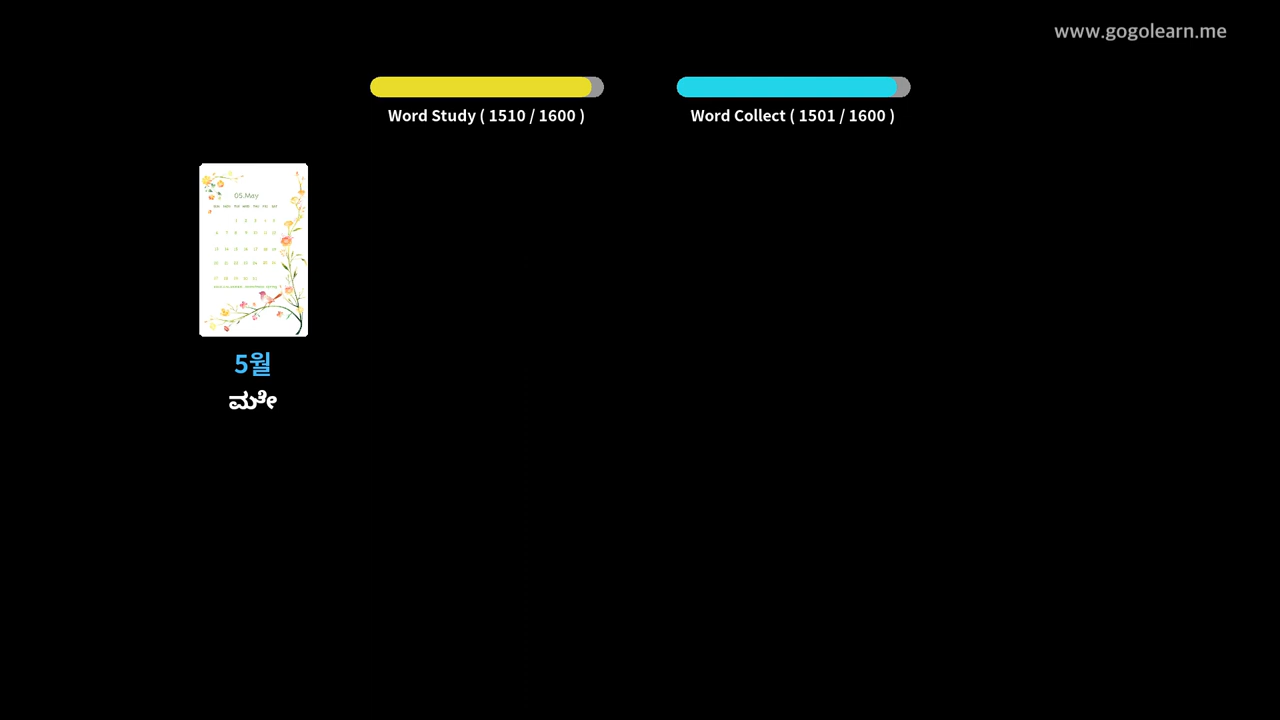 www.gogolearn.me
Word Study ( 1510 / 1600 )
Word Collect ( 1501 / 1600 )
05.May
5월
ಮೇ